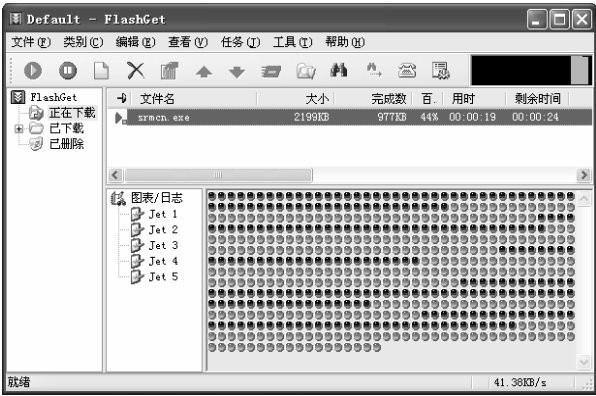 Default - FlashGet
文件(F) 类别(C) 编辑(E) 查看(V) 任务(J) 工具(T) 帮助(H)
FlashGet
正在下载
已下载
已删除
文件名 大小 完成数 百. 用时 剩余时间
srmcn.exe 2199KB 977KB 44% 00:00:19 00:00:24
图表/日志
Jet 1
Jet 2
Jet 3
Jet 4
Jet 5
就绪
41.38KB/s